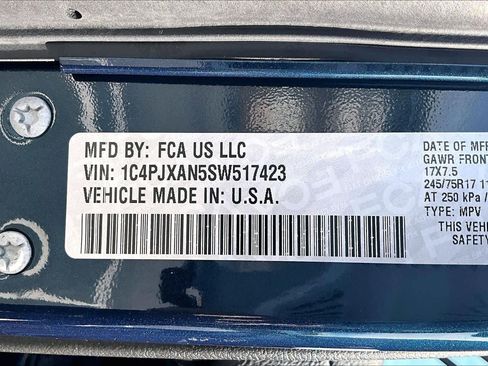 MFD BY: FCA US LLC
VIN: 1C4PJXAN5SW517423
VEHICLE MADE IN: U.S.A.
DATE OF MFR
GAWR FRONT
17X7.5
245/75R17 11
AT 250 kPa /
TYPE: MPV
THIS VEHI
SAFETY